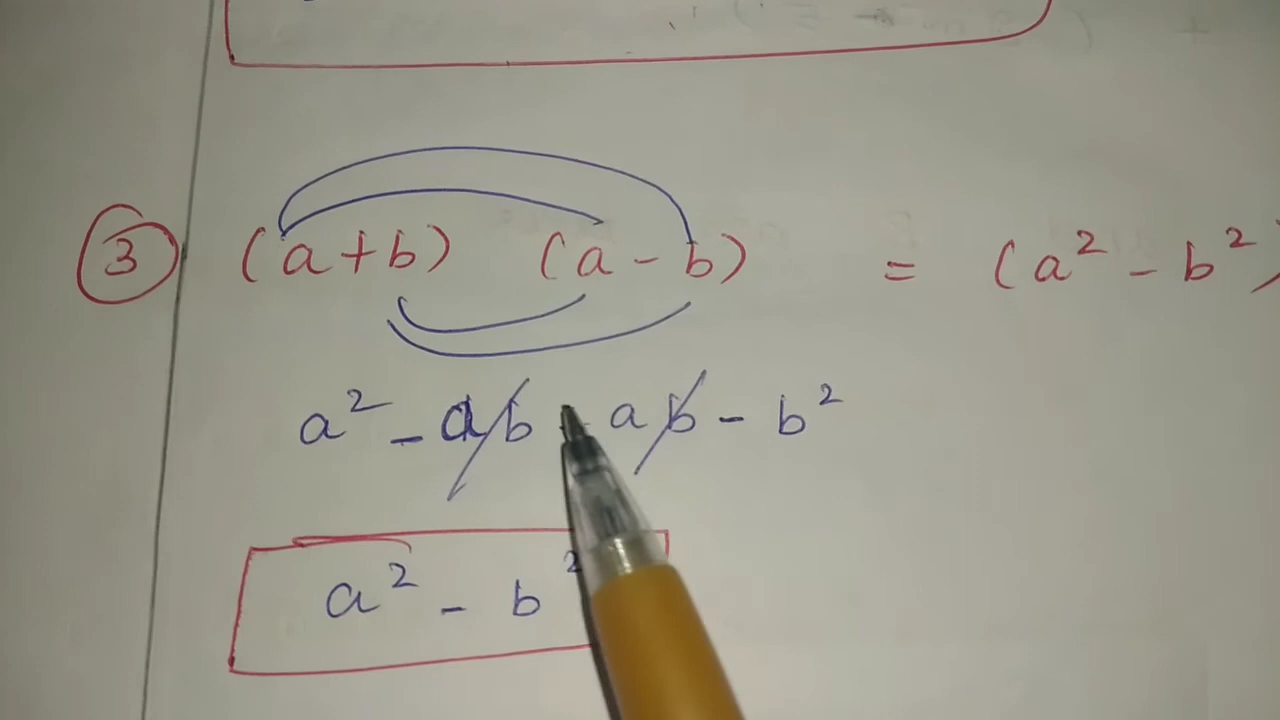 ③ (a+b) (a-b) = (a² - b²)
a² - ab ab - b²
a² - b²